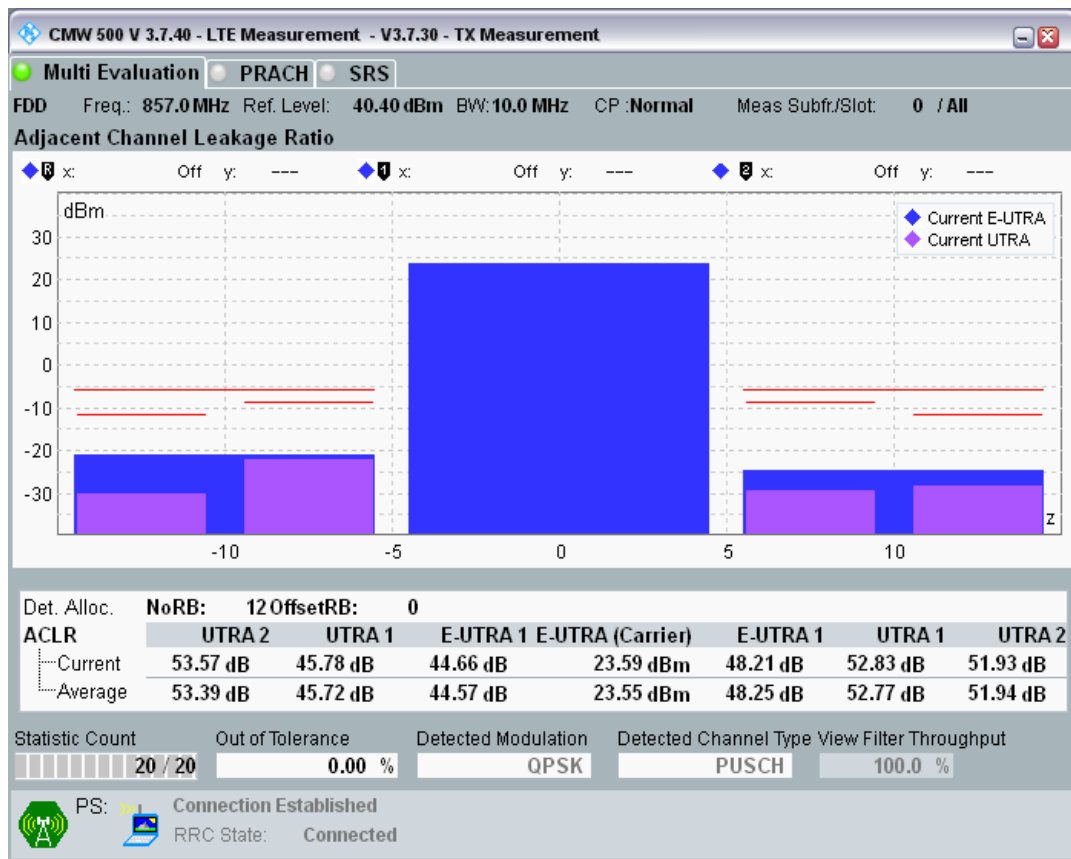 CMW 500 V 3.7.40 - LTE Measurement - V3.7.30 - TX Measurement
Multi Evaluation PRACH SRS
FDD Freq.: 857.0 MHz Ref. Level: 40.40 dBm BW: 10.0 MHz CP :Normal Meas Subfr./Slot: 0 / All
Adjacent Channel Leakage Ratio
R x: Off y: --- 1 x: Off y: --- 2 x: Off y: ---
dBm
Current E-UTRA
Current UTRA
30
20
10
0
-10
-20
-30
z
-10 -5 0 5 10
Det. Alloc. NoRB: 12 OffsetRB: 0
ACLR UTRA 2 UTRA 1 E-UTRA 1 E-UTRA (Carrier) E-UTRA 1 UTRA 1 UTRA 2
Current 53.57 dB 45.78 dB 44.66 dB 23.59 dBm 48.21 dB 52.83 dB 51.93 dB
Average 53.39 dB 45.72 dB 44.57 dB 23.55 dBm 48.25 dB 52.77 dB 51.94 dB
Statistic Count Out of Tolerance Detected Modulation Detected Channel Type View Filter Throughput
20 / 20 0.00 % QPSK PUSCH 100.0 %
PS: Connection Established
RRC State: Connected